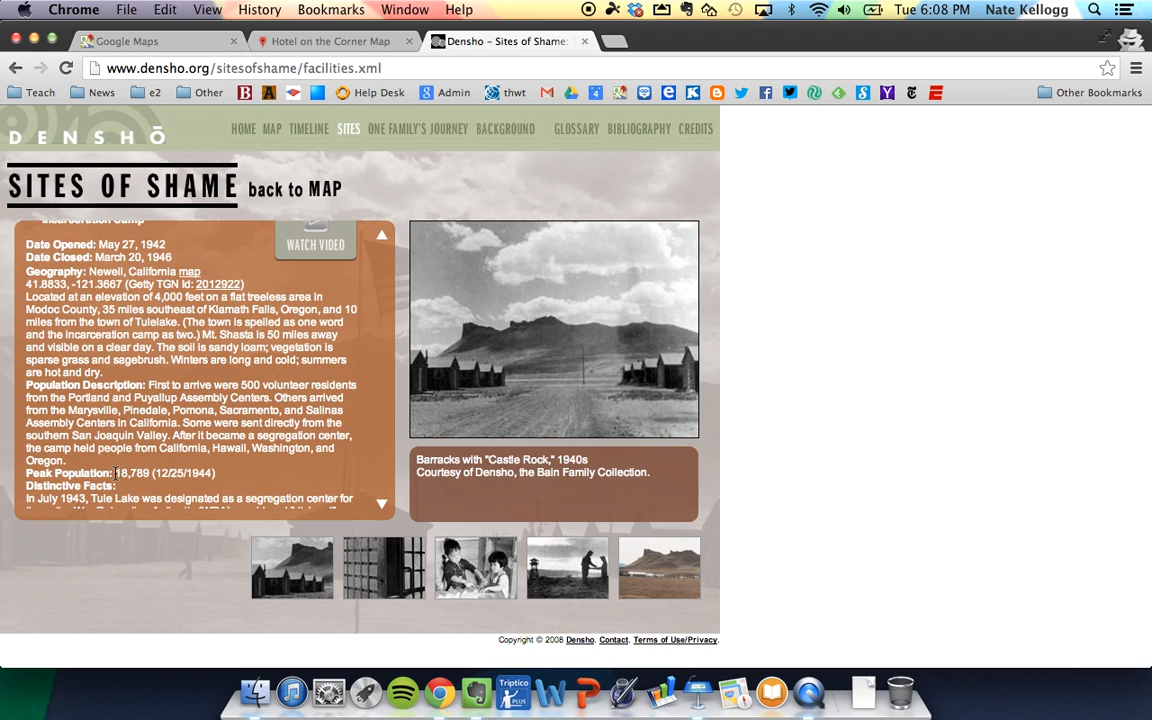 Chrome File Edit View History Bookmarks Window Help Tue 6:08 PM Nate Kellogg
Google Maps Hotel on the Corner Map Densho - Sites of Shame:
www.densho.org/sitesofshame/facilities.xml
Teach News e2 Other Help Desk Admin thwt Other Bookmarks
DENSHŌ
HOME MAP TIMELINE SITES ONE FAMILY'S JOURNEY BACKGROUND GLOSSARY BIBLIOGRAPHY CREDITS
SITES OF SHAME back to MAP
Incarceration Camp
WATCH VIDEO
Date Opened: May 27, 1942
Date Closed: March 20, 1946
Geography: Newell, California map
41.8833, -121.3667 (Getty TGN Id: 2012922)
Located at an elevation of 4,000 feet on a flat treeless area in
Modoc County, 35 miles southeast of Klamath Falls, Oregon, and 10
miles from the town of Tulelake. (The town is spelled as one word
and the incarceration camp as two.) Mt. Shasta is 50 miles away
and visible on a clear day. The soil is sandy loam; vegetation is
sparse grass and sagebrush. Winters are long and cold; summers
are hot and dry.
Population Description: First to arrive were 500 volunteer residents
from the Portland and Puyallup Assembly Centers. Others arrived
from the Marysville, Pinedale, Pomona, Sacramento, and Salinas
Assembly Centers in California. Some were sent directly from the
southern San Joaquin Valley. After it became a segregation center,
the camp held people from California, Hawaii, Washington, and
Oregon.
Peak Population: 18,789 (12/25/1944)
Distinctive Facts:
In July 1943, Tule Lake was designated as a segregation center for
Barracks with "Castle Rock," 1940s
Courtesy of Densho, the Bain Family Collection.
Copyright © 2008 Densho. Contact. Terms of Use/Privacy.
Triptico
PLUS